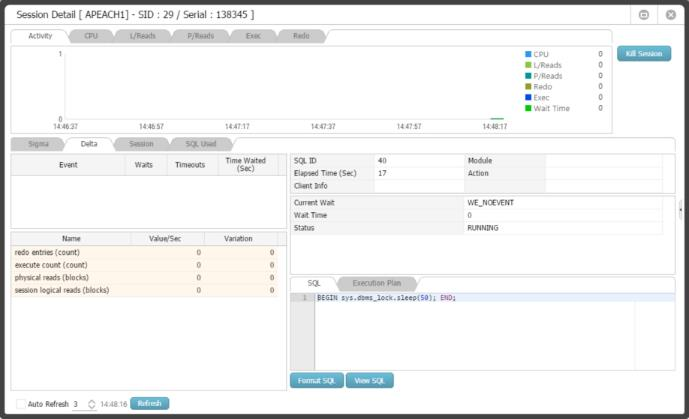 Session Detail [ APEACH1] - SID : 29 / Serial : 138345 ]
Activity CPU L/Reads P/Reads Exec Redo
Kill Session
1
0
14:46:37 14:46:57 14:47:17 14:47:37 14:47:57 14:48:17
CPU 0
L/Reads 0
P/Reads 0
Redo 0
Exec 0
Wait Time 0
Sigma Delta Session SQL Used
Event Waits Timeouts Time Waited (Sec)
SQL ID 40 Module
Elapsed Time (Sec) 17 Action
Client Info
Current Wait WE_NOEVENT
Wait Time 0
Status RUNNING
Name Value/Sec Variation
redo entries (count) 0 0
execute count (count) 0 0
physical reads (blocks) 0 0
session logical reads (blocks) 0 0
SQL Execution Plan
1 BEGIN sys.dbms_lock.sleep(50); END;
Format SQL View SQL
Auto Refresh 3 14:48:16 Refresh